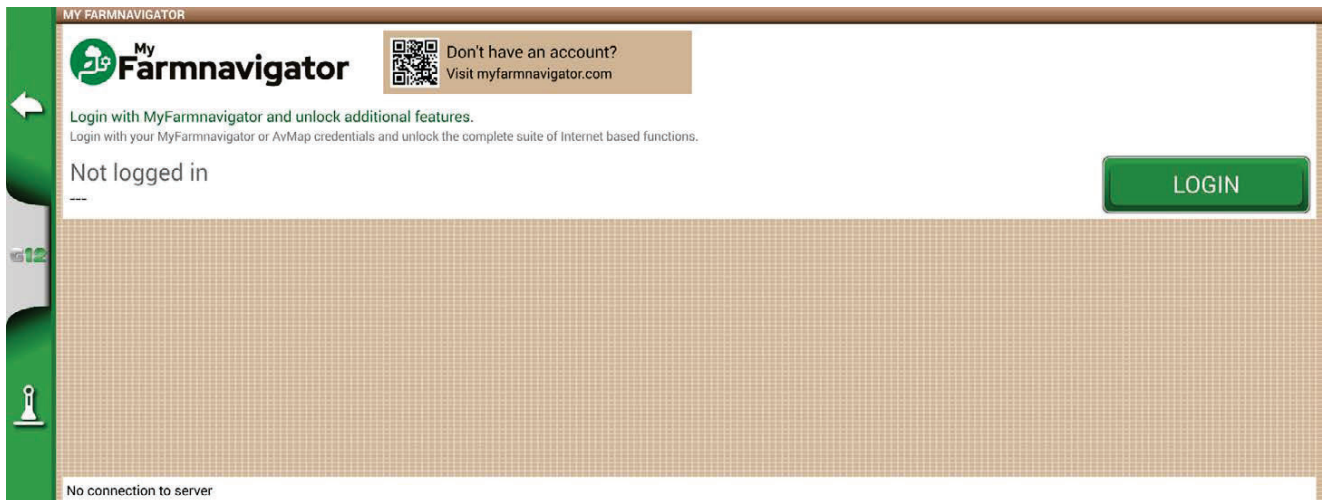 MY FARMNAVIGATOR
My
Farmnavigator
Don't have an account?
Visit myfarmnavigator.com
Login with MyFarmnavigator and unlock additional features.
Login with your MyFarmnavigator or AvMap credentials and unlock the complete suite of Internet based functions.
Not logged in
---
LOGIN
G12
No connection to server